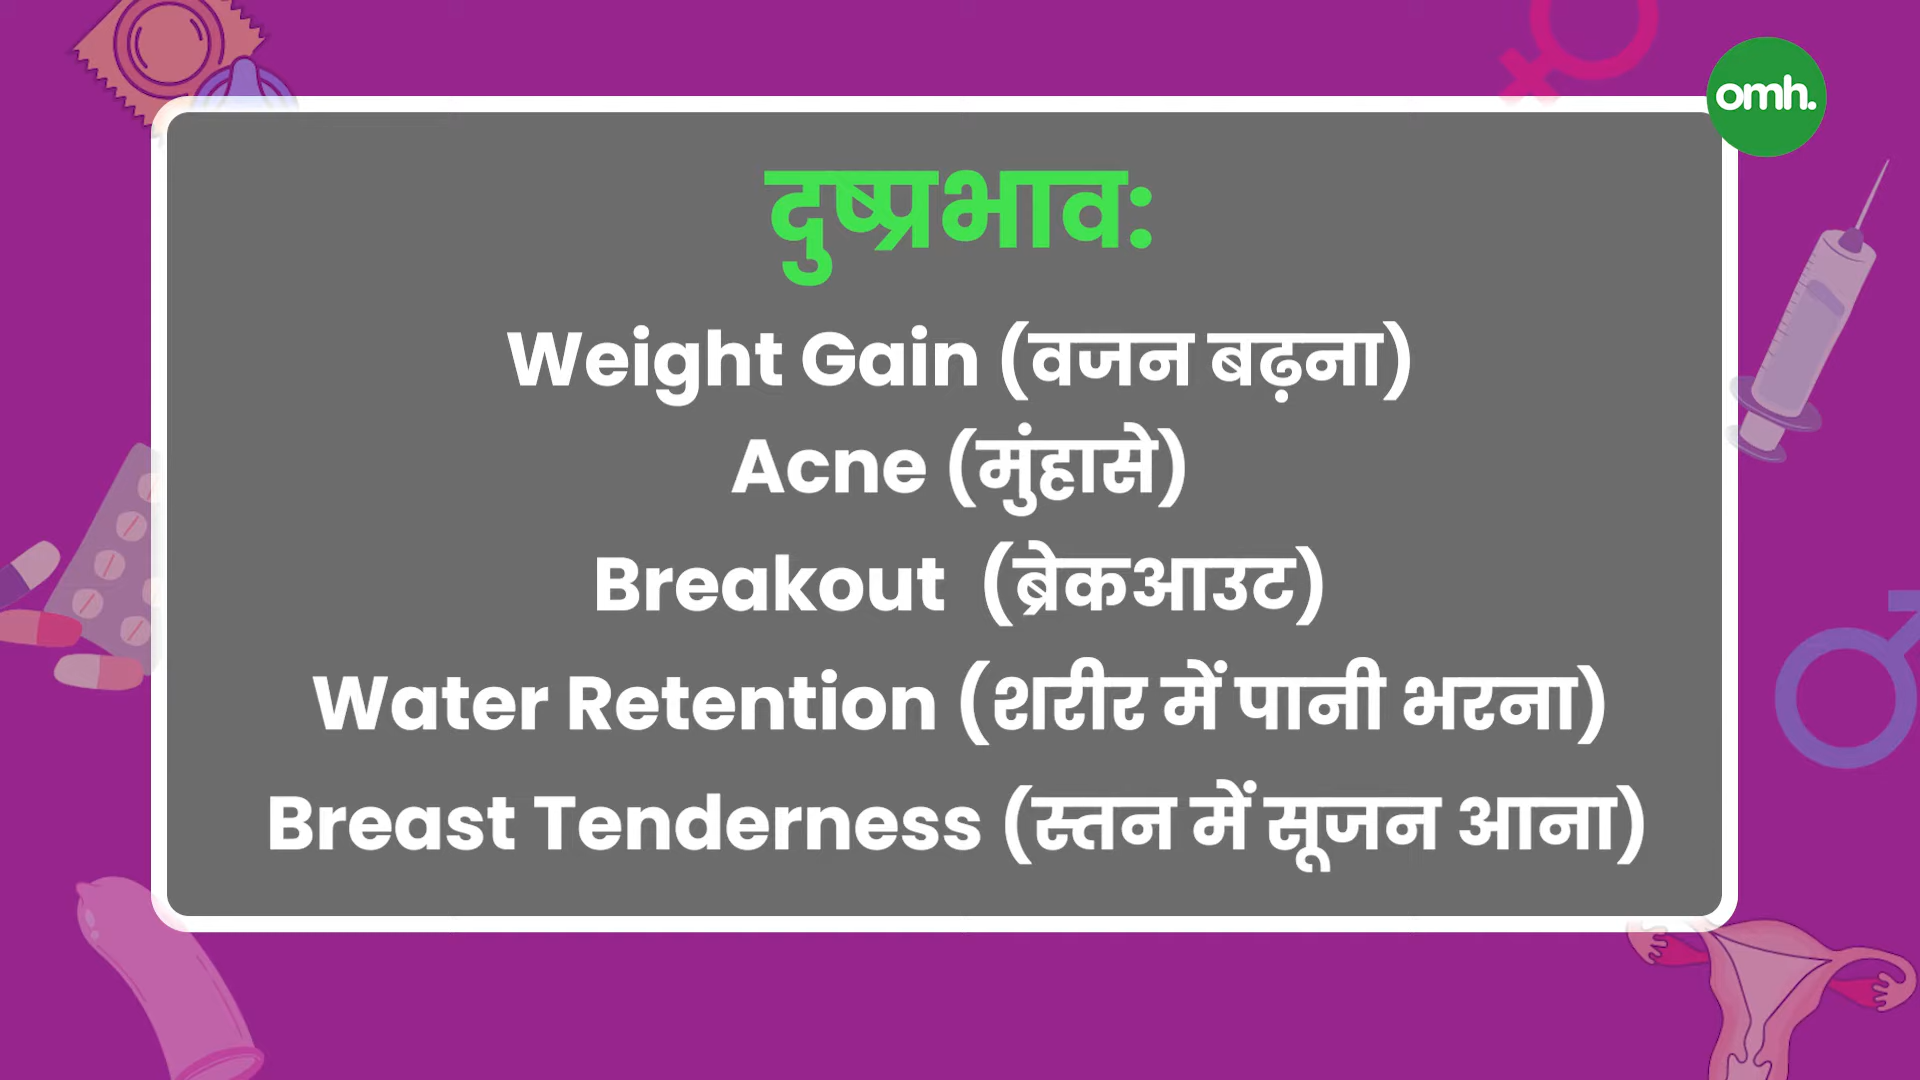 omh.
दुष्प्रभाव:
Weight Gain (वजन बढ़ना)
Acne (मुंहासे)
Breakout (ब्रेकआउट)
Water Retention (शरीर में पानी भरना)
Breast Tenderness (स्तन में सूजन आना)